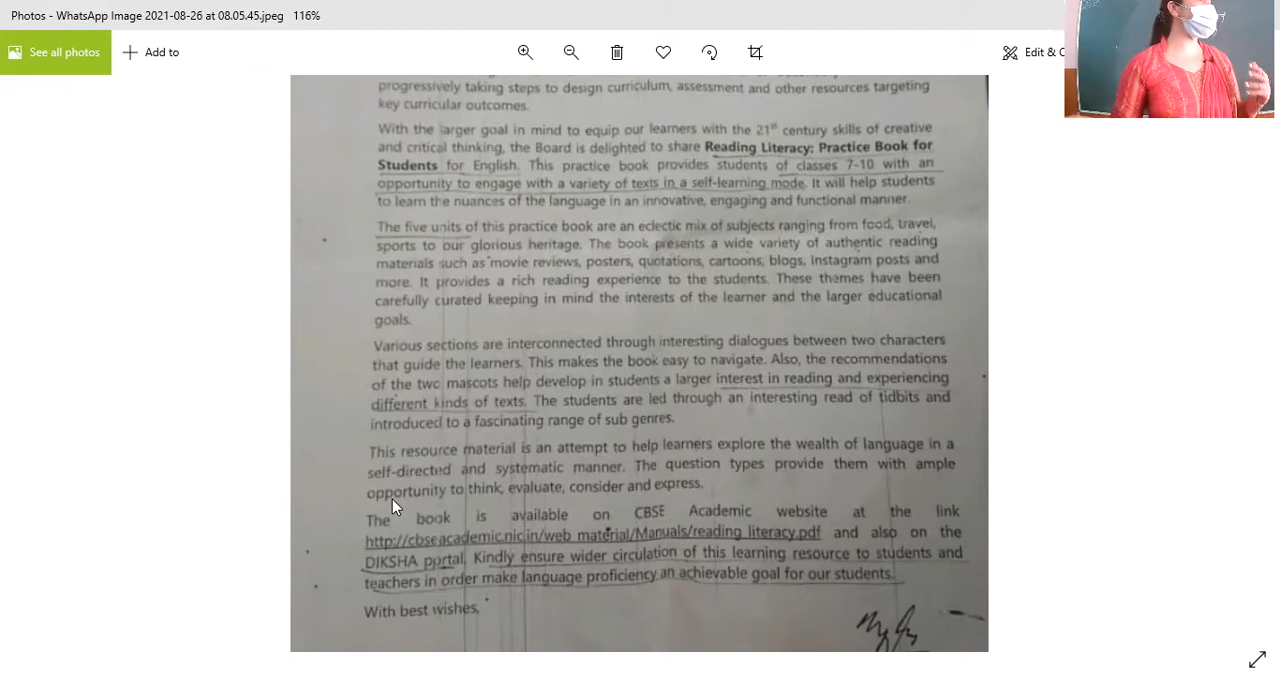 Photos - WhatsApp Image 2021-08-26 at 08.05.45.jpeg 116%
See all photos
Add to
Edit & C
progressively taking steps to design curriculum, assessment and other resources targeting
key curricular outcomes.
With the larger goal in mind to equip our learners with the 21st century skills of creative
and critical thinking, the Board is delighted to share Reading Literacy: Practice Book for
Students for English. This practice book provides students of classes 7-10 with an
opportunity to engage with a variety of texts in a self-learning mode. It will help students
to learn the nuances of the language in an innovative, engaging and functional manner.
The five units of this practice book are an eclectic mix of subjects ranging from food, travel,
sports to our glorious heritage. The book presents a wide variety of authentic reading
materials such as movie reviews, posters, quotations, cartoons, blogs, Instagram posts and
more. It provides a rich reading experience to the students. These themes have been
carefully curated keeping in mind the interests of the learner and the larger educational
goals.
Various sections are interconnected through interesting dialogues between two characters
that guide the learners. This makes the book easy to navigate. Also, the recommendations
of the two mascots help develop in students a larger interest in reading and experiencing
different kinds of texts. The students are led through an interesting read of tidbits and
introduced to a fascinating range of sub genres.
This resource material is an attempt to help learners explore the wealth of language in a
self-directed and systematic manner. The question types provide them with ample
opportunity to think, evaluate, consider and express.
The book is available on CBSE Academic website at the link
http://cbseacademic.nic.in/web_material/Manuals/reading_literacy.pdf and also on the
DIKSHA portal. Kindly ensure wider circulation of this learning resource to students and
teachers in order make language proficiency an achievable goal for our students.
With best wishes,